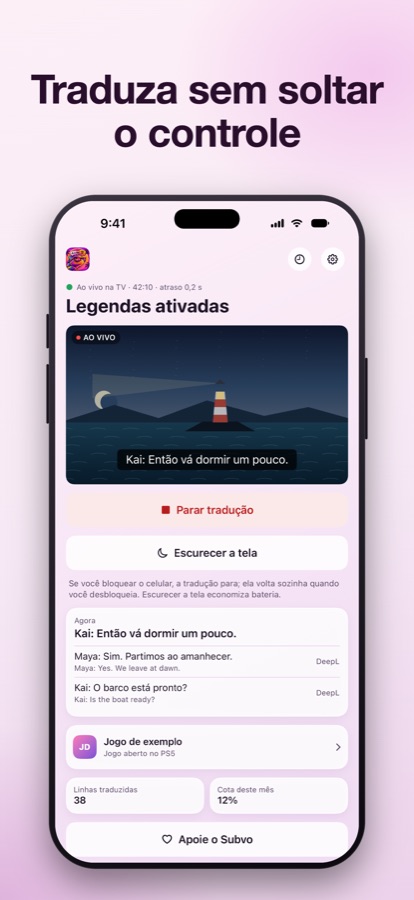 Traduza sem soltar
o controle
9:41
Ao vivo na TV · 42:10 · atraso 0,2 s
Legendas ativadas
AO VIVO
Kai: Então vá dormir um pouco.
Parar tradução
Escurecer a tela
Se você bloquear o celular, a tradução para; ela volta sozinha quando
você desbloqueia. Escurecer a tela economiza bateria.
Agora
Kai: Então vá dormir um pouco.
Maya: Sim. Partimos ao amanhecer.
Maya: Yes. We leave at dawn.
DeepL
Kai: O barco está pronto?
Kai: Is the boat ready?
DeepL
JD
Jogo de exemplo
Jogo aberto no PS5
Linhas traduzidas
38
Cota deste mês
12%
Apoie o Subvo